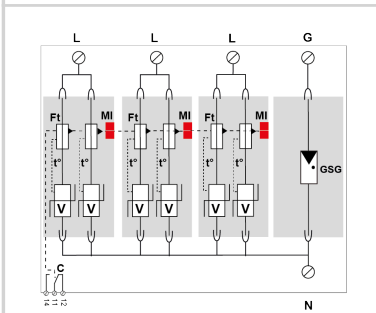 L L L G
Ft MI Ft MI Ft MI
t° t° t° t° t° t°
GSG
V V V V V V
C
14 11 12
N